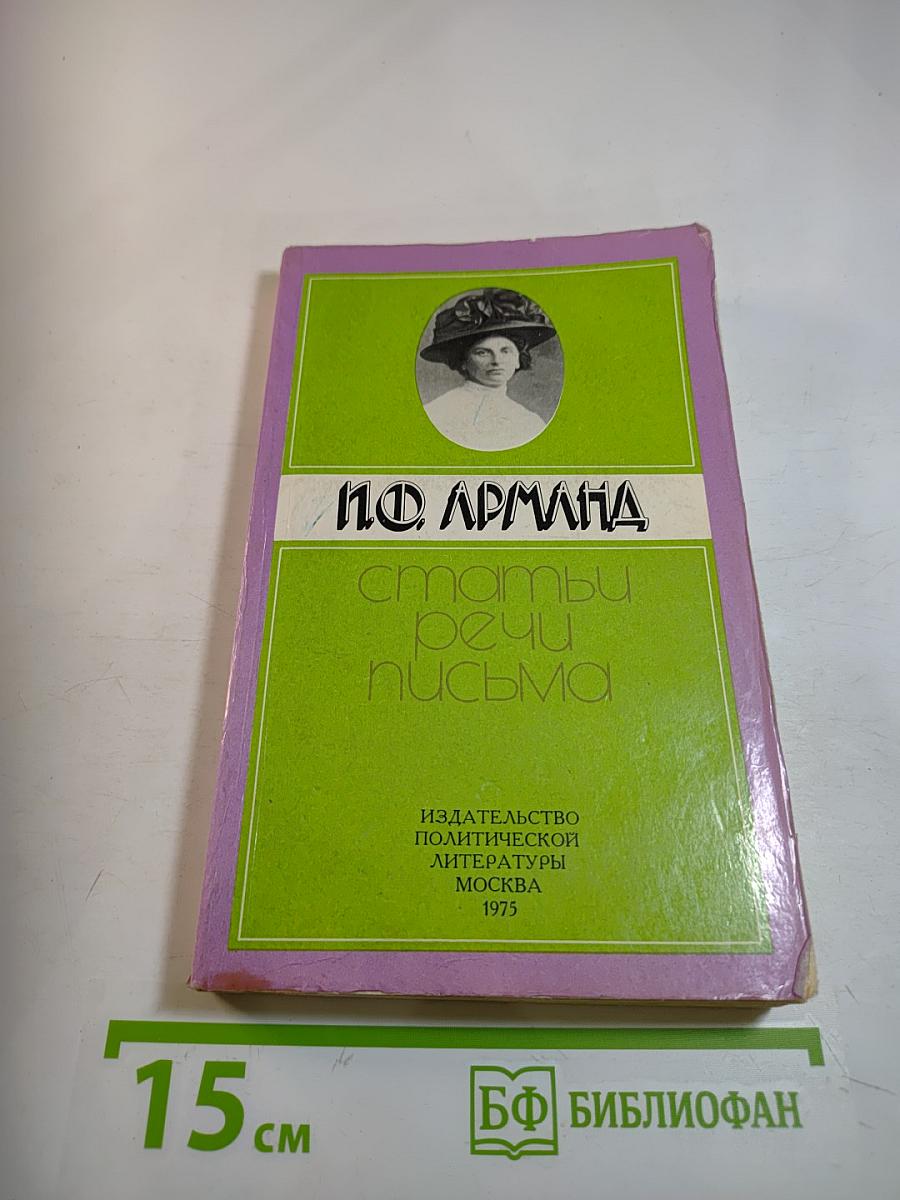 И.Ф. АРМАНД
статьи
речи
письма
ИЗДАТЕЛЬСТВО
ПОЛИТИЧЕСКОЙ
ЛИТЕРАТУРЫ
МОСКВА
1975
15 см
БФ БИБЛИОФАН